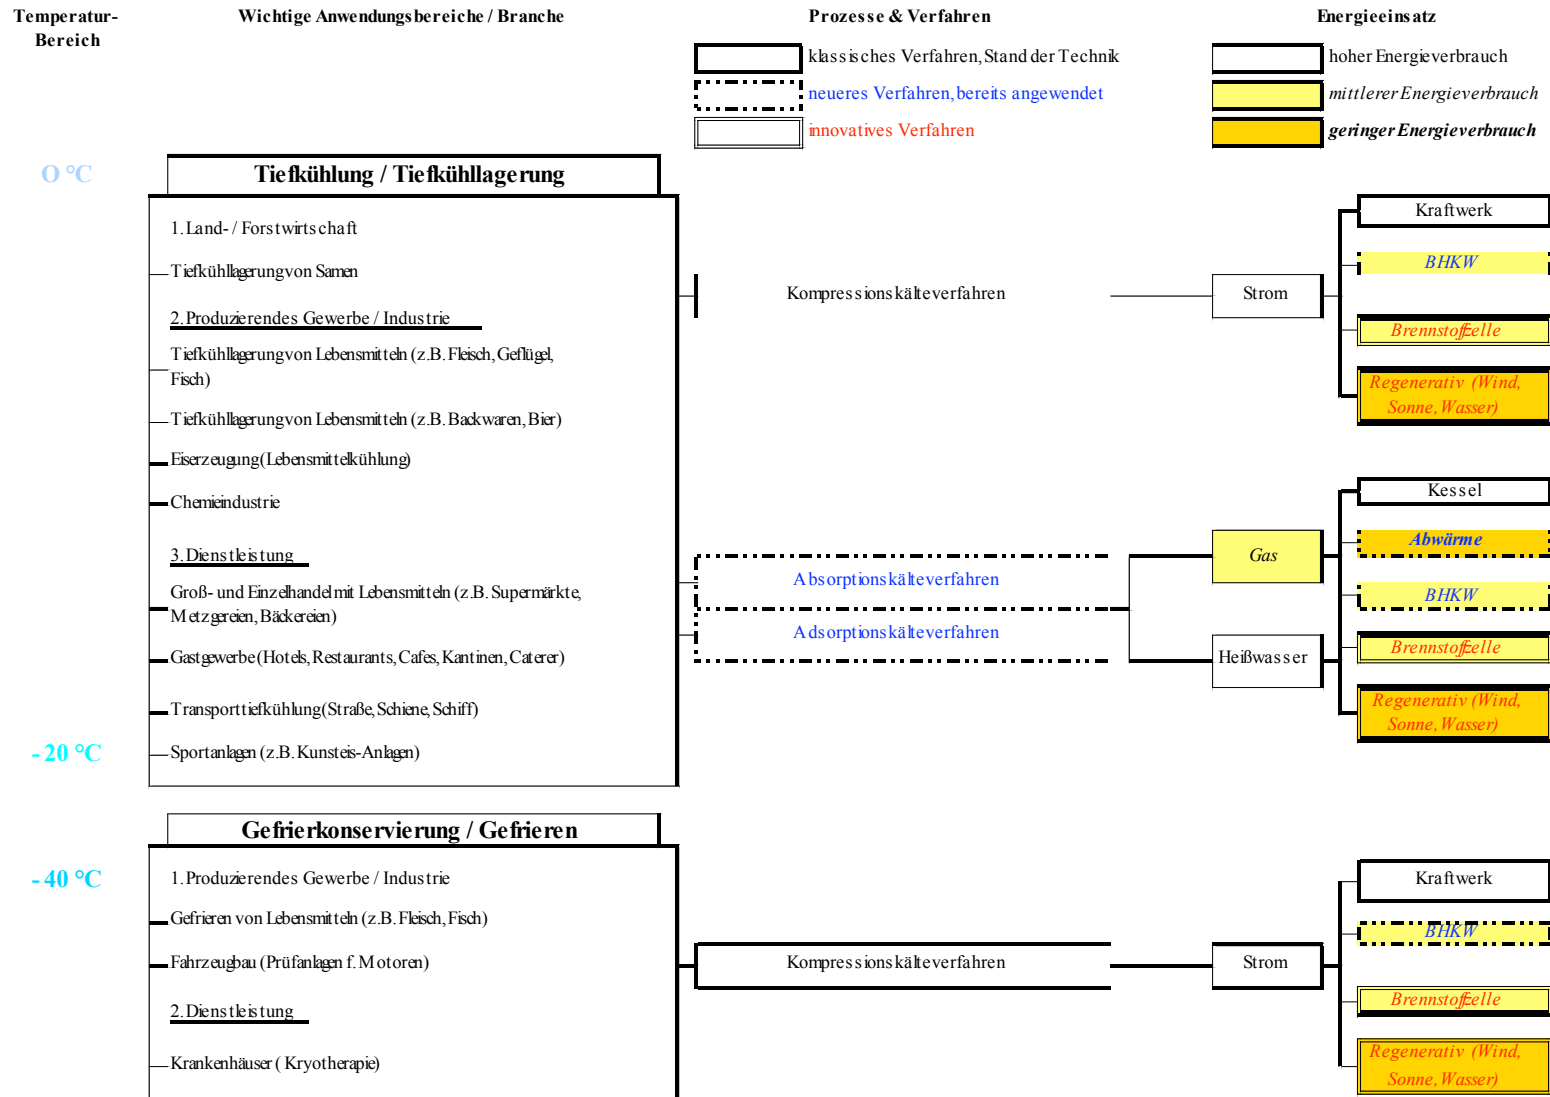 Temperatur-
Bereich
Wichtige Anwendungsbereiche / Branche
Prozesse & Verfahren
Energieeinsatz
klassisches Verfahren, Stand der Technik
hoher Energieverbrauch
neueres Verfahren, bereits angewendet
mittlerer Energieverbrauch
innovatives Verfahren
geringer Energieverbrauch
O °C
Tiefkühlung / Tiefkühllagerung
1. Land- / Forstwirtschaft
Tiefkühllagerung von Samen
2. Produzierendes Gewerbe / Industrie
Tiefkühllagerung von Lebensmitteln (z.B. Fleisch, Geflügel,
Fisch)
Tiefkühllagerung von Lebensmitteln (z.B. Backwaren, Bier)
Eiserzeugung (Lebensmittelkühlung)
Chemieindustrie
3. Dienstleistung
Groß- und Einzelhandel mit Lebensmitteln (z.B. Supermärkte,
Metzgereien, Bäckereien)
Gastgewerbe (Hotels, Restaurants, Cafes, Kantinen, Caterer)
Transporttiefkühlung (Straße, Schiene, Schiff)
- 20 °C
Sportanlagen (z.B. Kunsteis-Anlagen)
Kompressionskälteverfahren
Strom
Kraftwerk
BHKW
Brennstoffzelle
Regenerativ (Wind,
Sonne, Wasser)
Absorptionskälteverfahren
Adsorptionskälteverfahren
Gas
Heißwasser
Kessel
Abwärme
BHKW
Brennstoffzelle
Regenerativ (Wind,
Sonne, Wasser)
Gefrierkonservierung / Gefrieren
- 40 °C
1. Produzierendes Gewerbe / Industrie
Gefrieren von Lebensmitteln (z.B. Fleisch, Fisch)
Fahrzeugbau (Prüfanlagen f. Motoren)
2. Dienstleistung
Krankenhäuser ( Kryotherapie)
Kompressionskälteverfahren
Strom
Kraftwerk
BHKW
Brennstoffzelle
Regenerativ (Wind,
Sonne, Wasser)